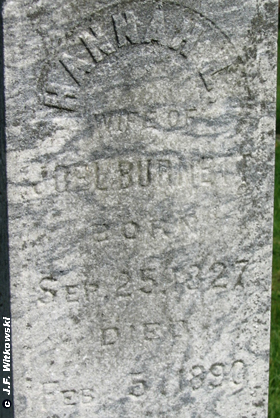 HANNAH
WIFE OF
JOEL BURNETT
BORN
SEP. 25. 1827
DIED
FEB. 5. 1890
© J.F. Witkowski